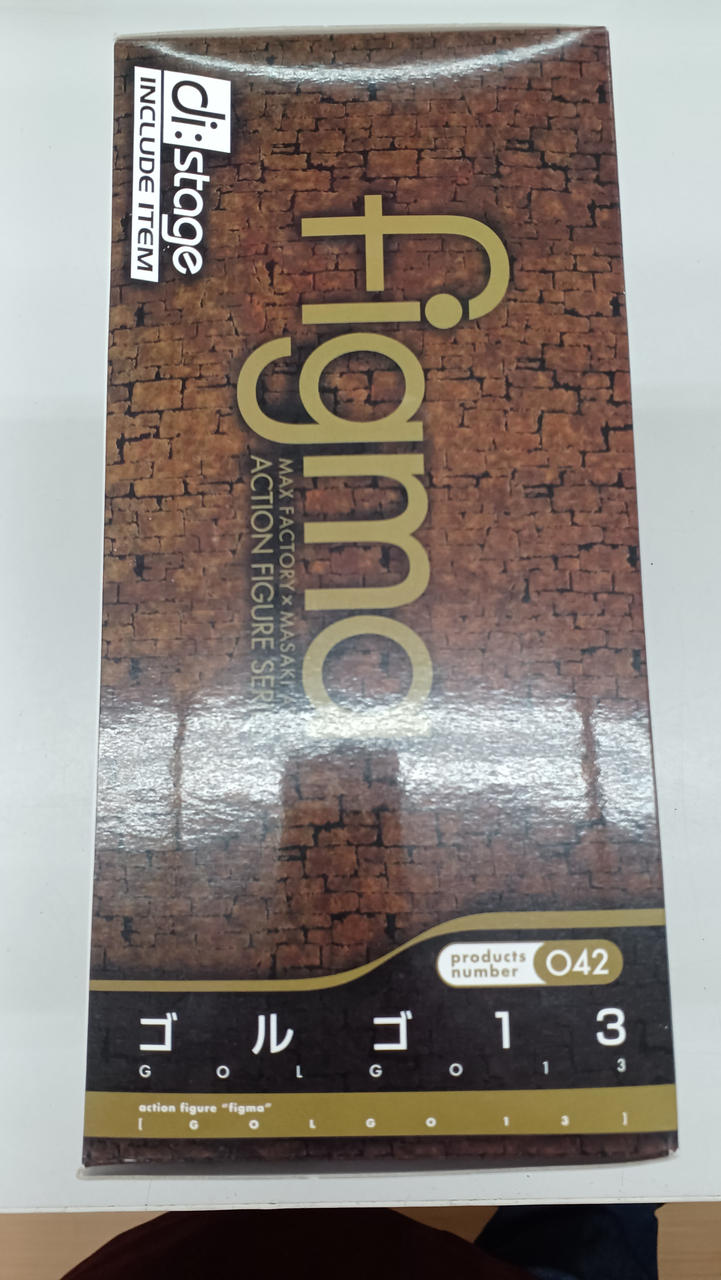 di:stage
INCLUDE ITEM
figma
MAX FACTORY × MASAKI
ACTION FIGURE
products
number
042
ゴルゴ13
GOLGO13
action figure "figma"
[GOLGO13]